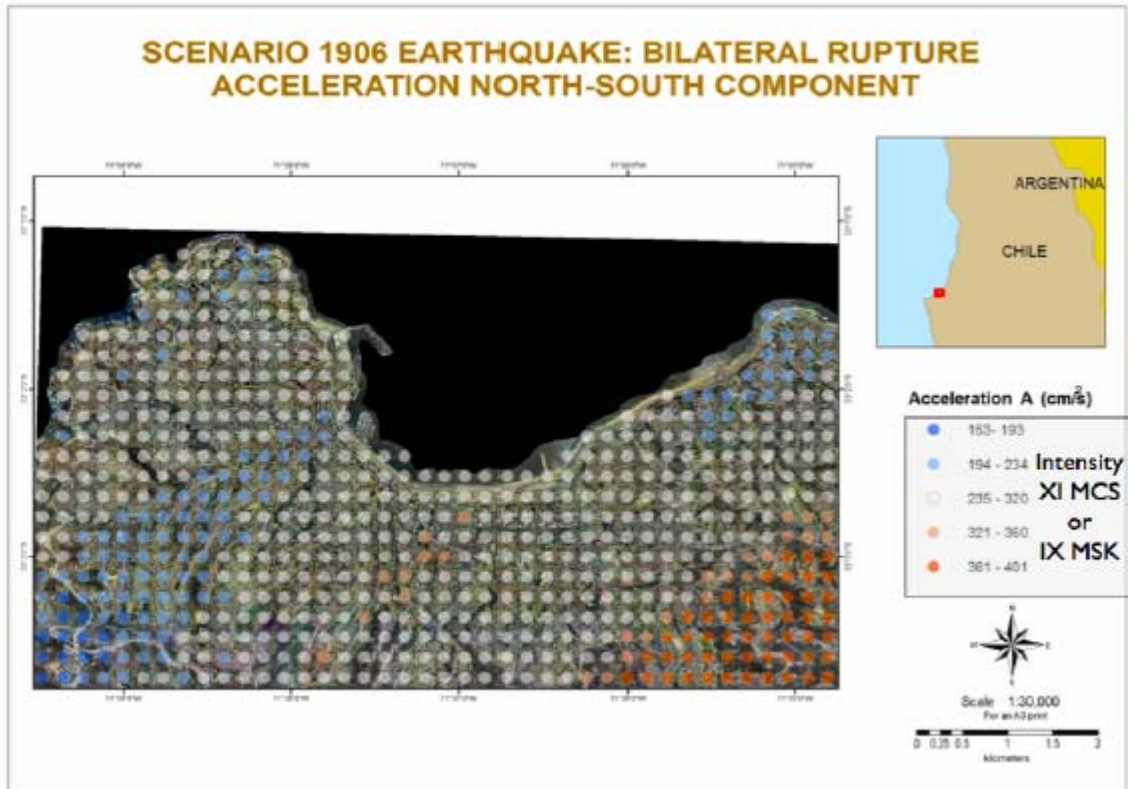 SCENARIO 1906 EARTHQUAKE: BILATERAL RUPTURE
ACCELERATION NORTH-SOUTH COMPONENT
ARGENTINA
CHILE
Acceleration A (cm/s²)
153- 193
194 - 234
235 - 320
321 - 360
361 - 401
Intensity
XI MCS
or
IX MSK
N
E
S
Scale 1:30,000
For an A3 print
0 0.25 0.5 1 1.5 2
kilometers